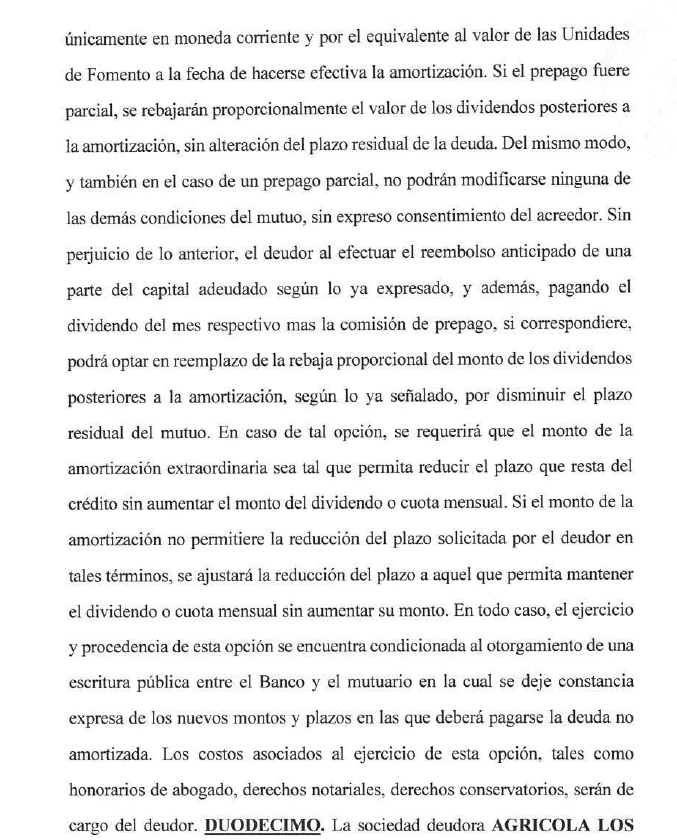 únicamente en moneda corriente y por el equivalente al valor de las Unidades
de Fomento a la fecha de hacerse efectiva la amortización. Si el prepago fuere
parcial, se rebajarán proporcionalmente el valor de los dividendos posteriores a
la amortización, sin alteración del plazo residual de la deuda. Del mismo modo,
y también en el caso de un prepago parcial, no podrán modificarse ninguna de
las demás condiciones del mutuo, sin expreso consentimiento del acreedor. Sin
perjuicio de lo anterior, el deudor al efectuar el reembolso anticipado de una
parte del capital adeudado según lo ya expresado, y además, pagando el
dividendo del mes respectivo mas la comisión de prepago, si correspondiere,
podrá optar en reemplazo de la rebaja proporcional del monto de los dividendos
posteriores a la amortización, según lo ya señalado, por disminuir el plazo
residual del mutuo. En caso de tal opción, se requerirá que el monto de la
amortización extraordinaria sea tal que permita reducir el plazo que resta del
crédito sin aumentar el monto del dividendo o cuota mensual. Si el monto de la
amortización no permitiere la reducción del plazo solicitada por el deudor en
tales términos, se ajustará la reducción del plazo a aquel que permita mantener
el dividendo o cuota mensual sin aumentar su monto. En todo caso, el ejercicio
y procedencia de esta opción se encuentra condicionada al otorgamiento de una
escritura pública entre el Banco y el mutuario en la cual se deje constancia
expresa de los nuevos montos y plazos en las que deberá pagarse la deuda no
amortizada. Los costos asociados al ejercicio de esta opción, tales como
honorarios de abogado, derechos notariales, derechos conservatorios, serán de
cargo del deudor. DUODECIMO. La sociedad deudora AGRICOLA LOS